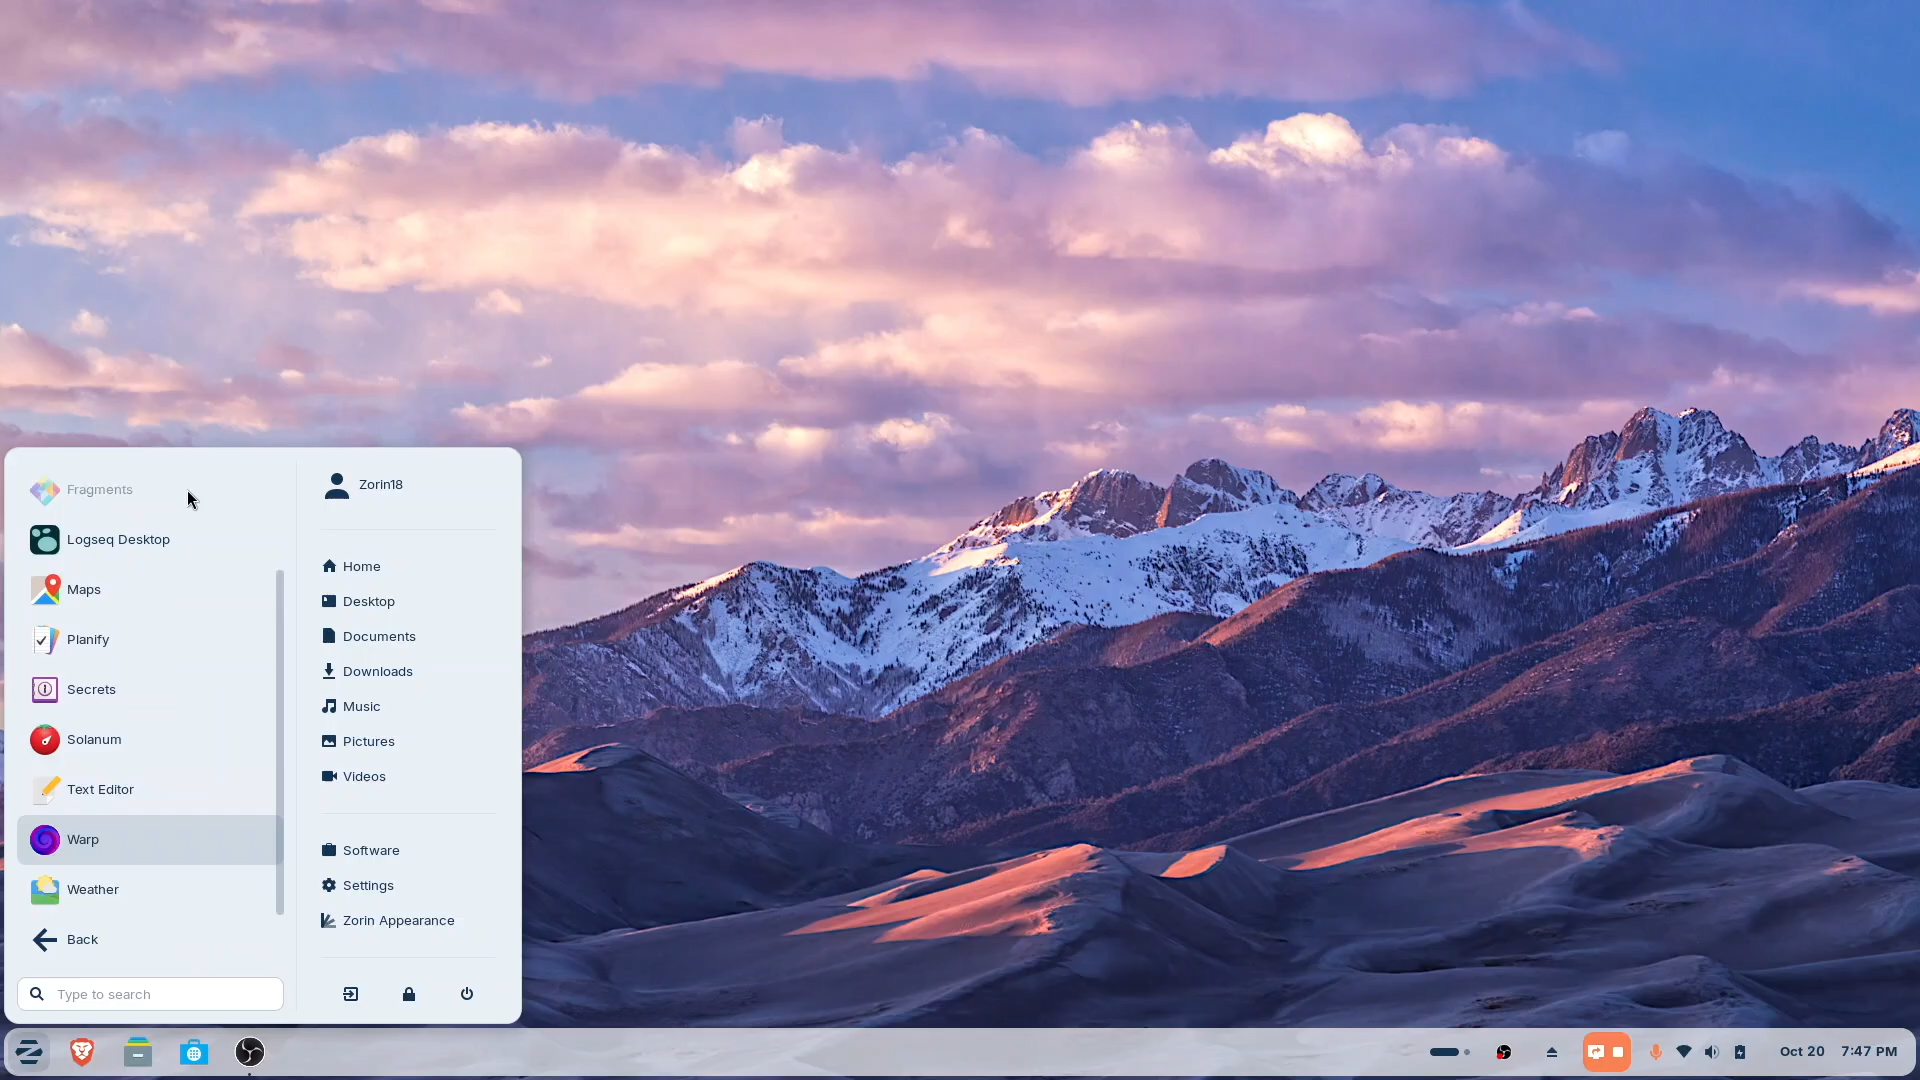 Fragments
Logseq Desktop
Maps
Planify
Secrets
Solanum
Text Editor
Warp
Weather
Back
Type to search
Zorin18
Home
Desktop
Documents
Downloads
Music
Pictures
Videos
Software
Settings
Zorin Appearance
Oct 20 7:47 PM